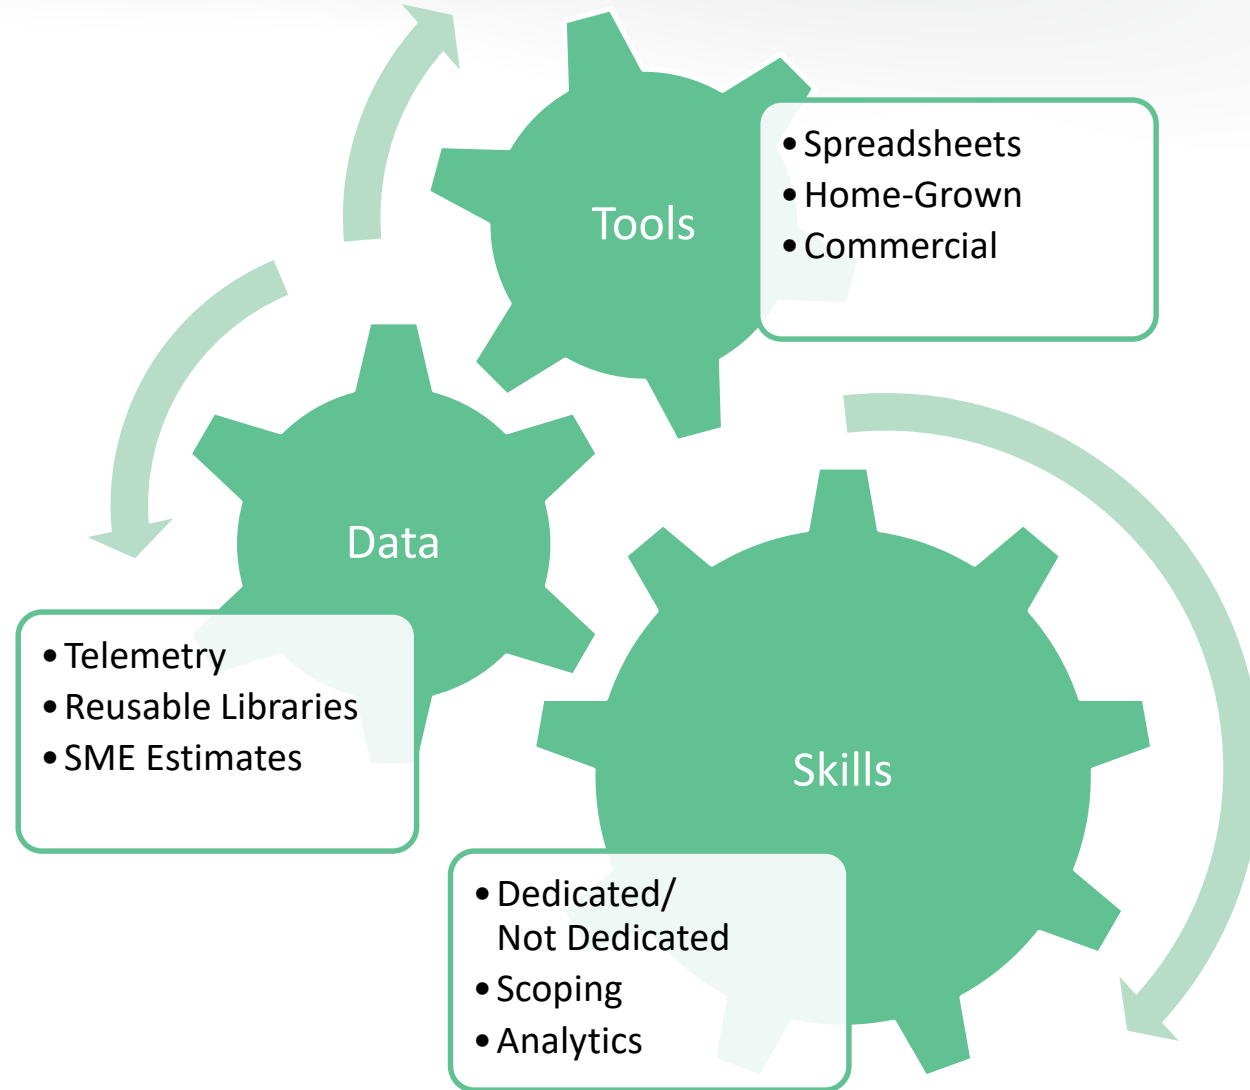 Tools
• Spreadsheets
• Home-Grown
• Commercial
Data
• Telemetry
• Reusable Libraries
• SME Estimates
Skills
• Dedicated/
Not Dedicated
• Scoping
• Analytics